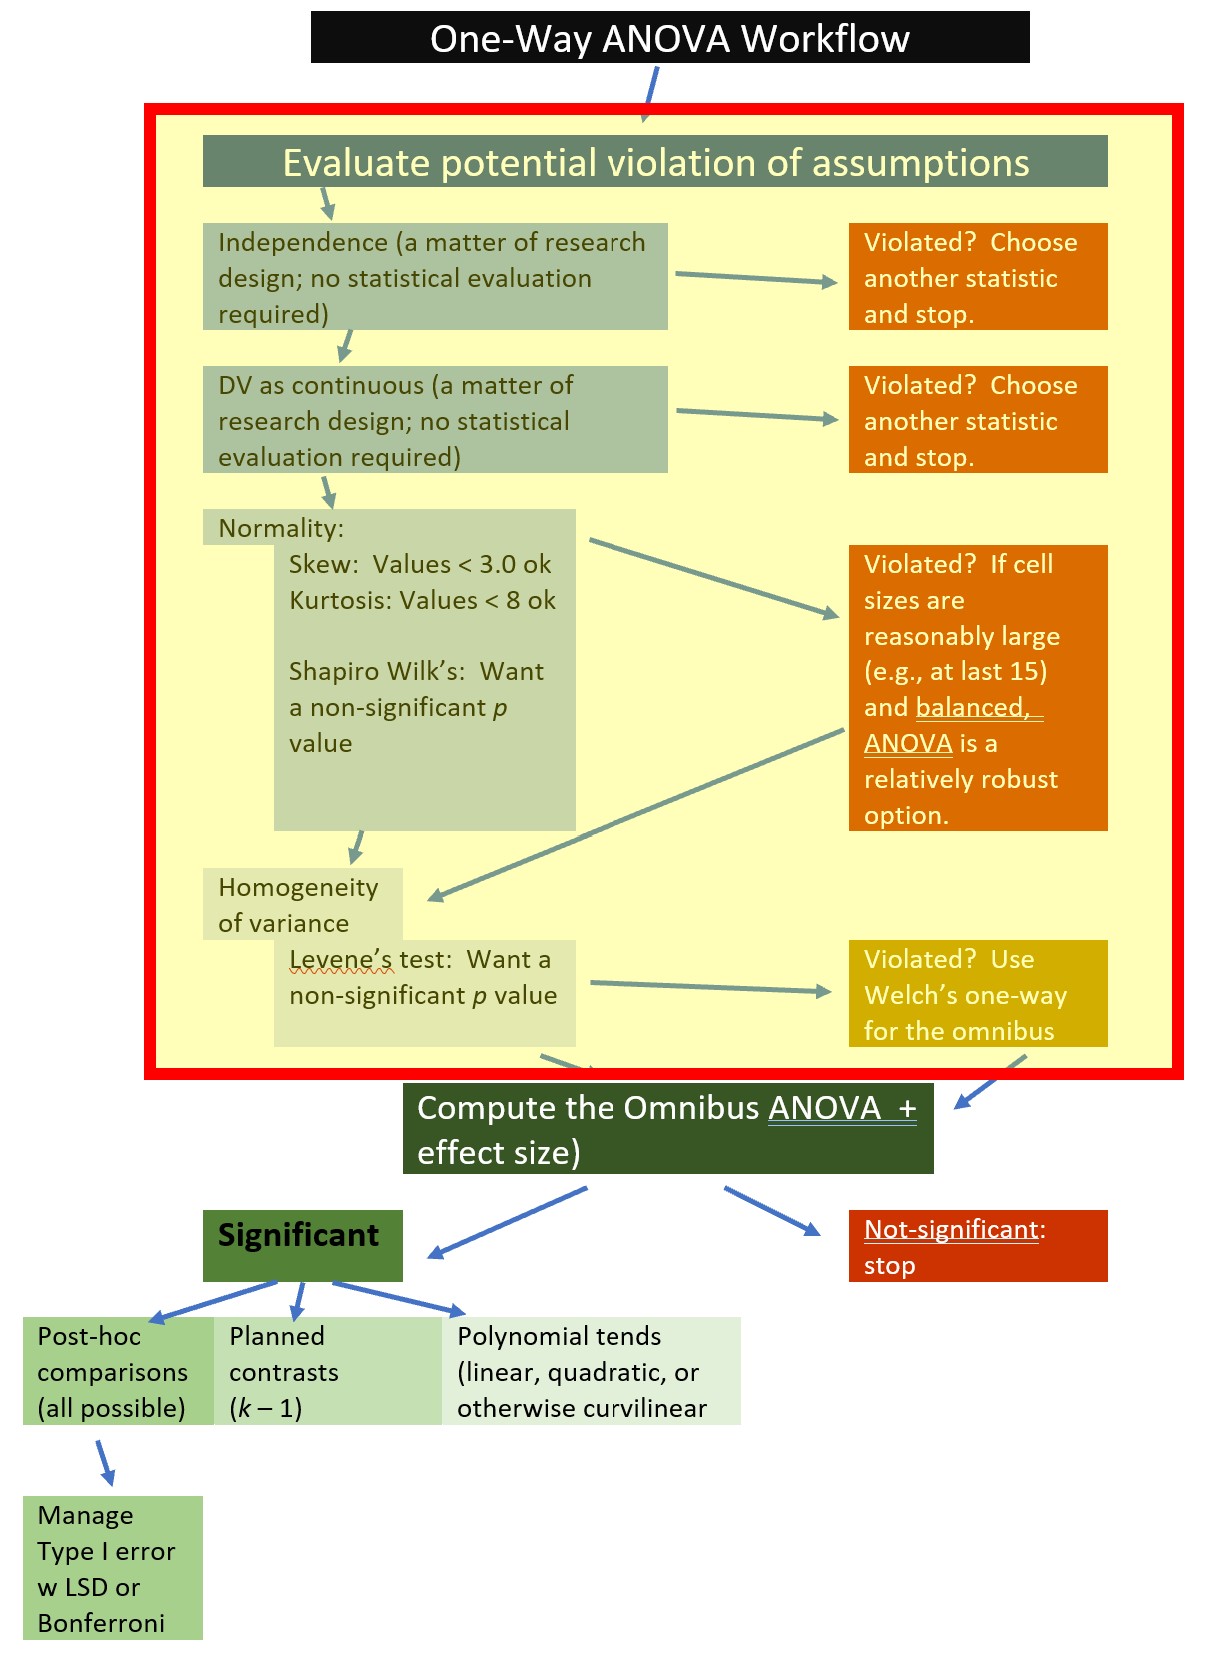 One-Way ANOVA Workflow
Evaluate potential violation of assumptions
Independence (a matter of research
design; no statistical evaluation
required)
Violated?  Choose
another statistic
and stop.
DV as continuous (a matter of
research design; no statistical
evaluation required)
Violated?  Choose
another statistic
and stop.
Normality:
Skew:  Values < 3.0 ok
Kurtosis: Values < 8 ok
Shapiro Wilk’s:  Want
a non-significant p
value
Violated?  If cell
sizes are
reasonably large
(e.g., at last 15)
and balanced,
ANOVA is a
relatively robust
option.
Homogeneity
of variance
Levene’s test:  Want a
non-significant p value
Violated?  Use
Welch’s one-way
for the omnibus
Compute the Omnibus ANOVA  +
effect size)
Significant
Not-significant:
stop
Post-hoc
comparisons
(all possible)
Planned
contrasts
(k – 1)
Polynomial tends
(linear, quadratic, or
otherwise curvilinear
Manage
Type I error
w LSD or
Bonferroni